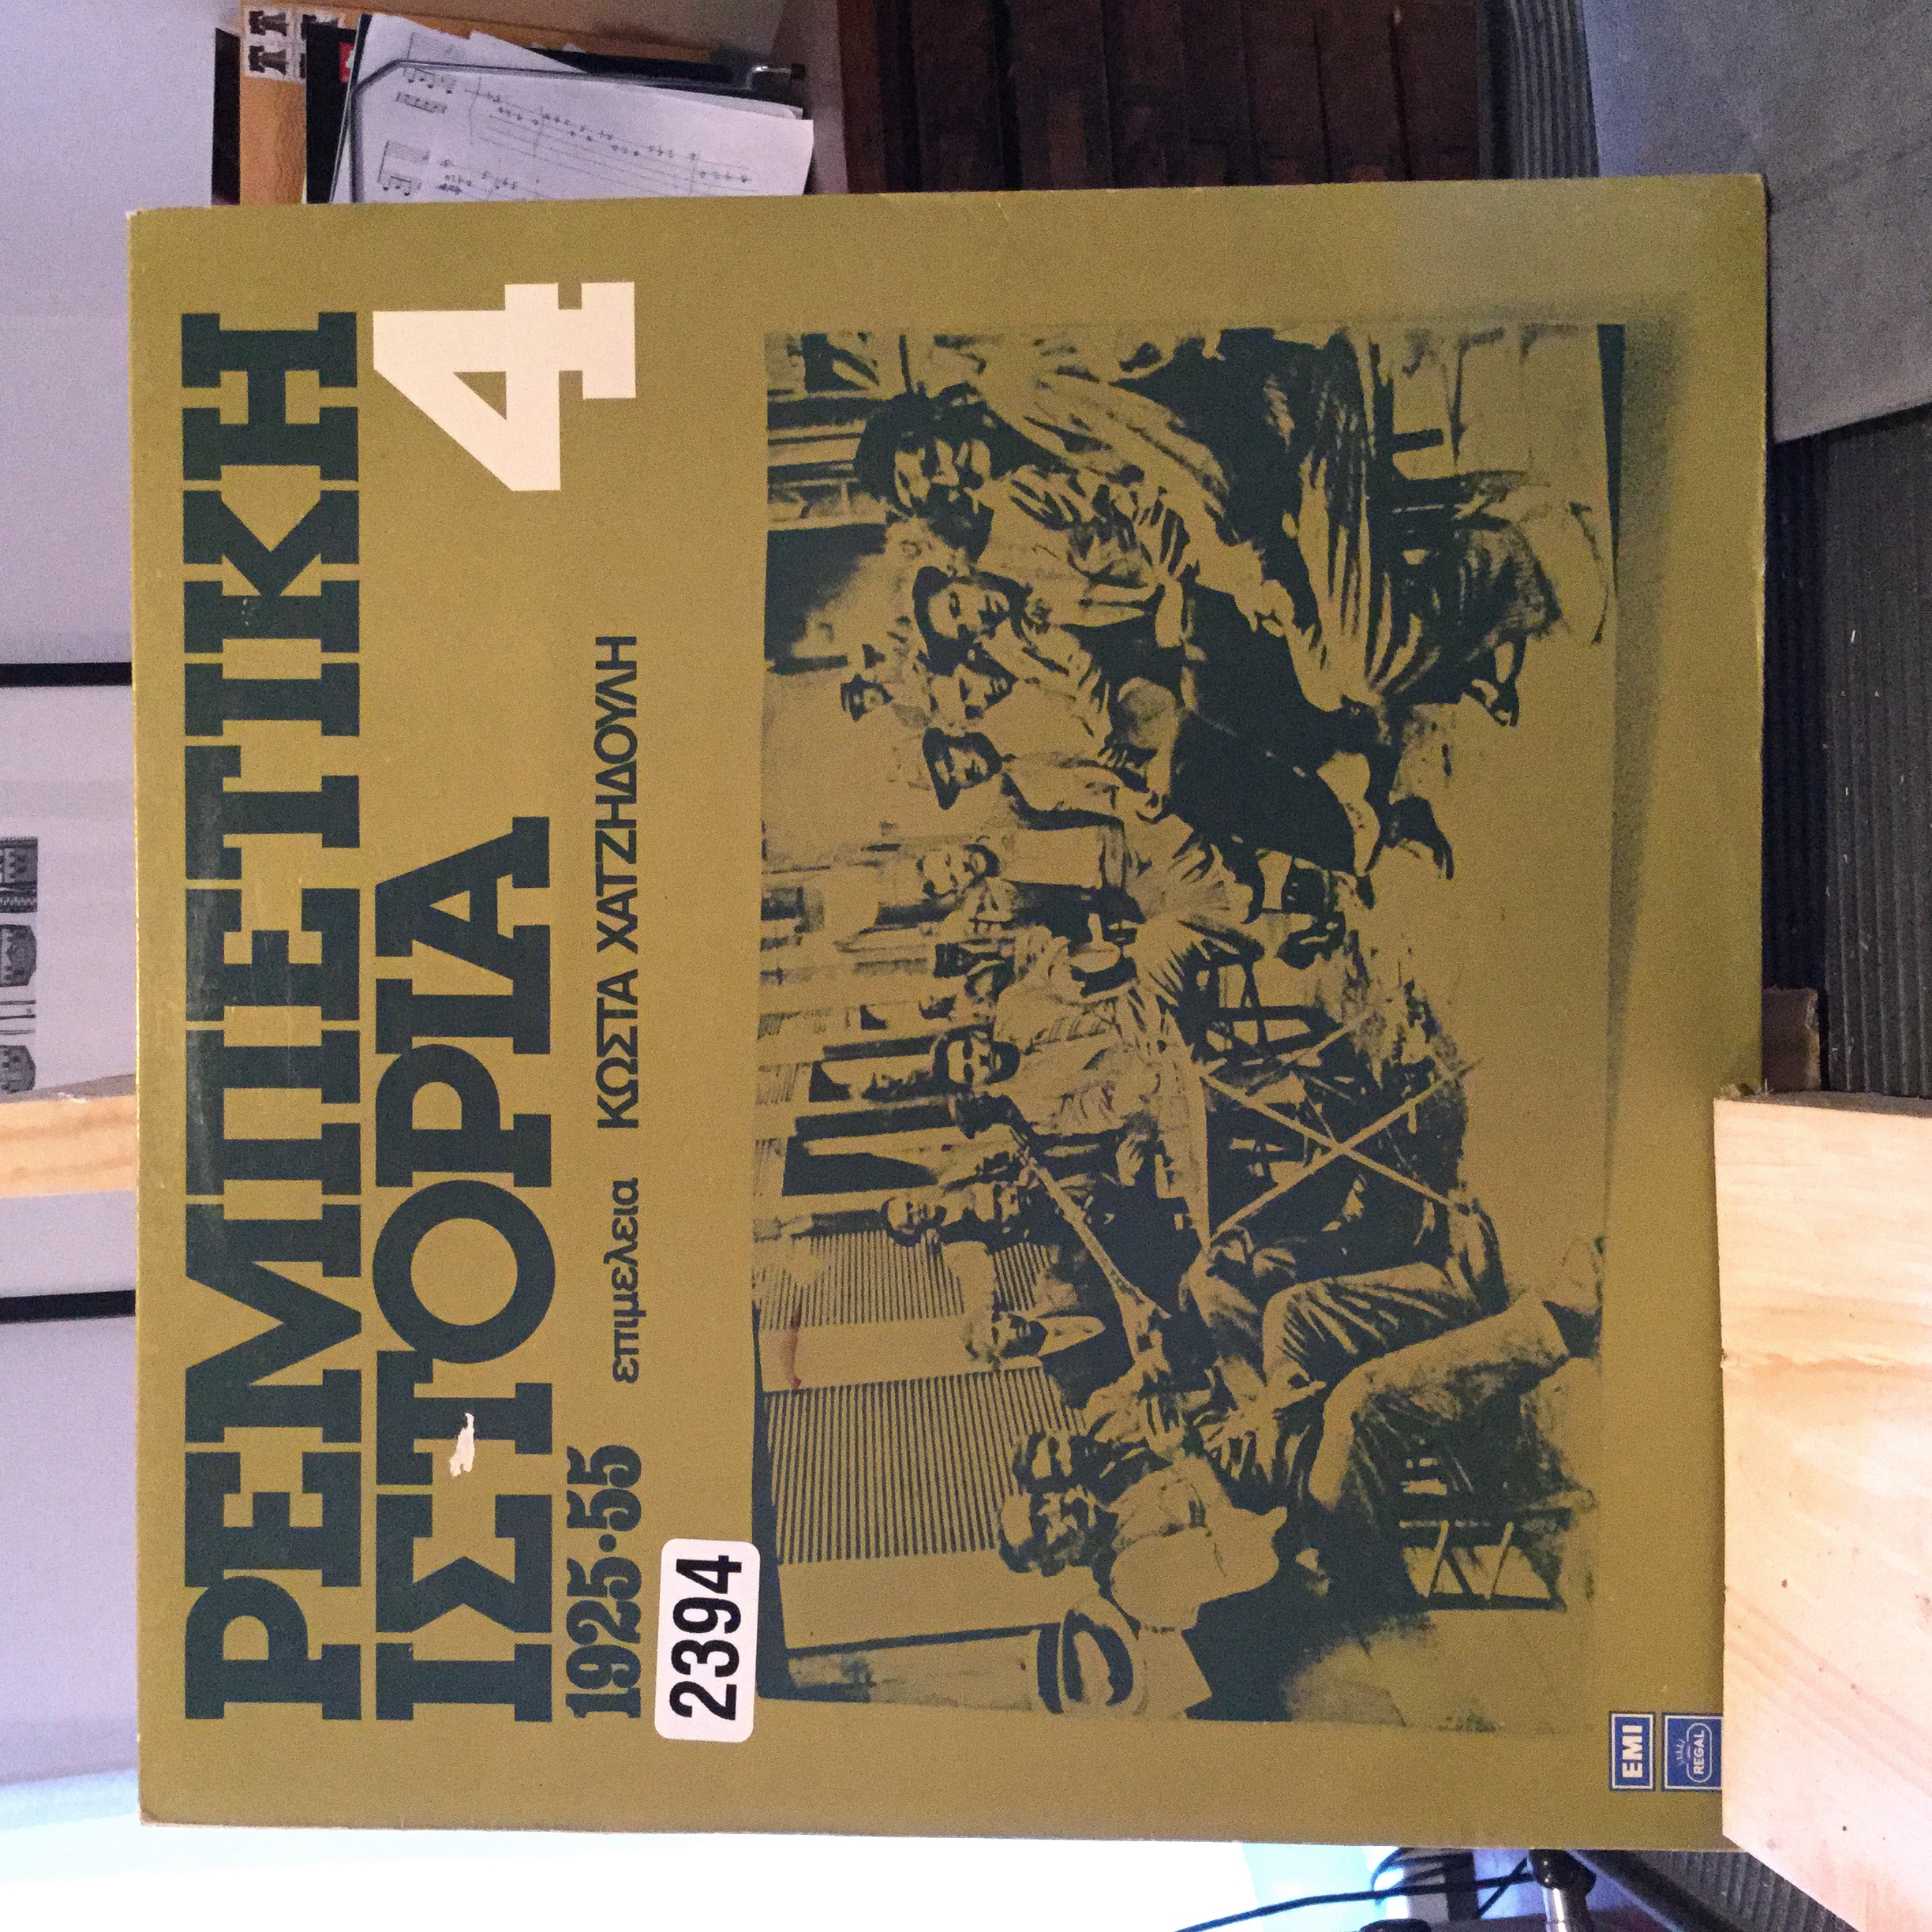 ΡΕΜΠΕΤΙΚΗ
ΙΣΤΟΡΙΑ 4
1925·55 επιμελεια ΚΩΣΤΑ ΧΑΤΖΗΔΟΥΛΗ
2394
EMI
REGAL